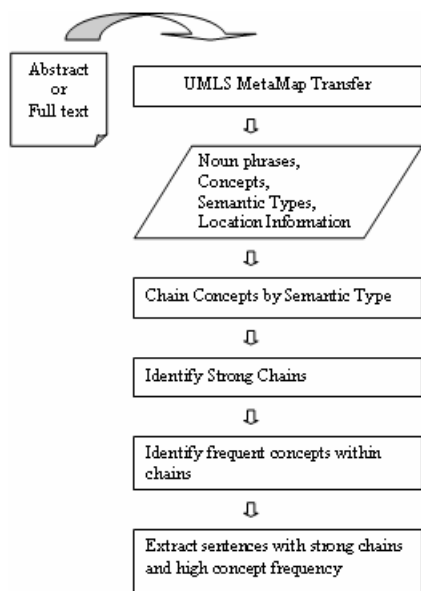 Abstract
or
Full text
UMLS MetaMap Transfer
Noun phrases,
Concepts,
Semantic Types,
Location Information
Chain Concepts by Semantic Type
Identify Strong Chains
Identify frequent concepts within
chains
Extract sentences with strong chains
and high concept frequency